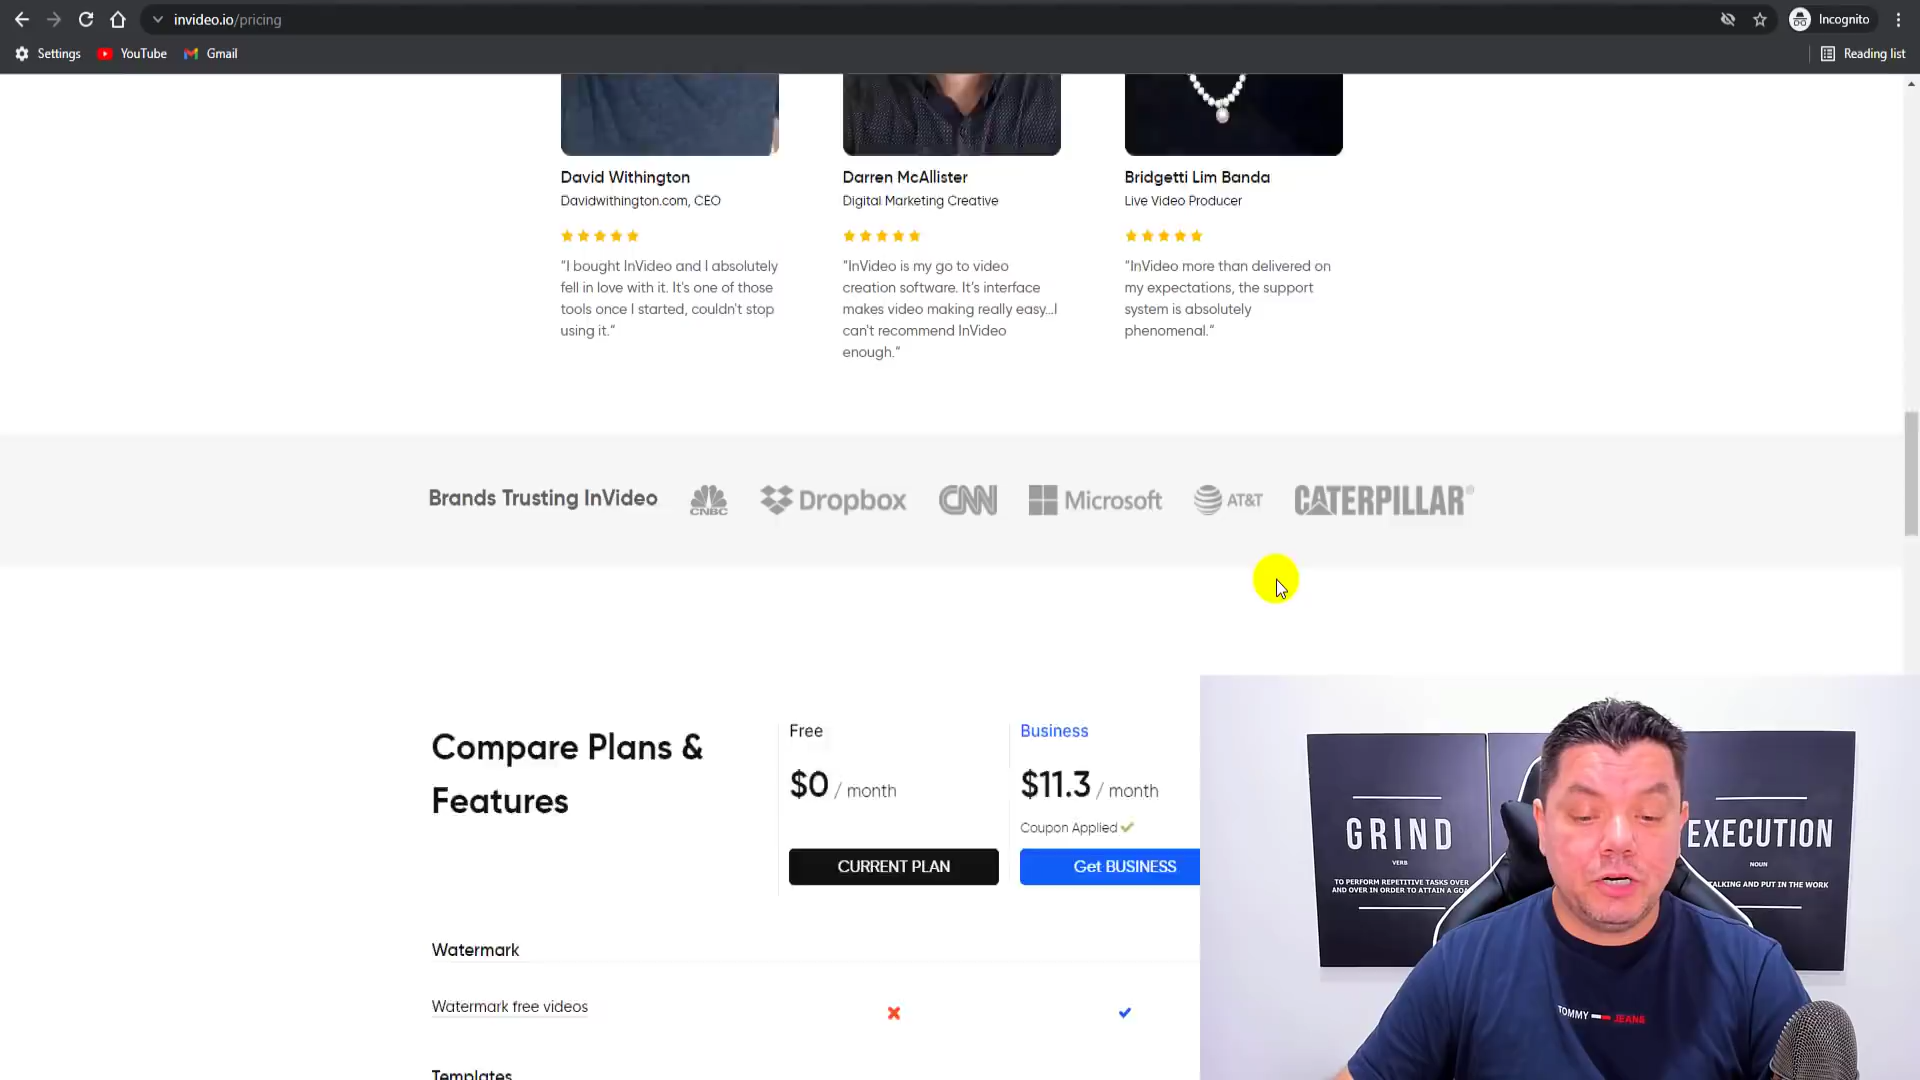 invideo.io/pricing
Incognito
Settings
YouTube
Gmail
Reading list
David Withington
Davidwithington.com, CEO
"I bought InVideo and I absolutely
fell in love with it. It's one of those
tools once I started, couldn't stop
using it."
Darren McAllister
Digital Marketing Creative
"InVideo is my go to video
creation software. It's interface
makes video making really easy...I
can't recommend InVideo
enough."
Bridgetti Lim Banda
Live Video Producer
"InVideo more than delivered on
my expectations, the support
system is absolutely
phenomenal."
Brands Trusting InVideo
CNBC
Dropbox
CNN
Microsoft
AT&T
CATERPILLAR®
Compare Plans &
Features
Free
$0 / month
CURRENT PLAN
Business
$11.3 / month
Coupon Applied
Get BUSINESS
Watermark
Watermark free videos
Templates
GRIND
VERB
TO PERFORM REPETITIVE TASKS OVER
AND OVER IN ORDER TO ATTAIN A
EXECUTION
NOUN
TALKING AND PUT IN THE WORK
TOMMY JEANS